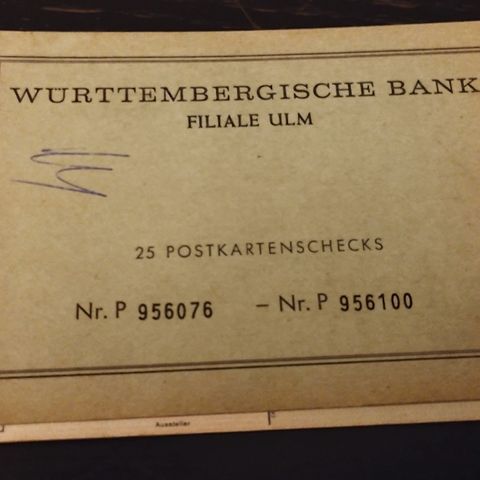 WÜRTTEMBERGISCHE BANK
FILIALE ULM
25 POSTKARTENSCHECKS
Nr. P 956076 – Nr. P 956100
Aussteller